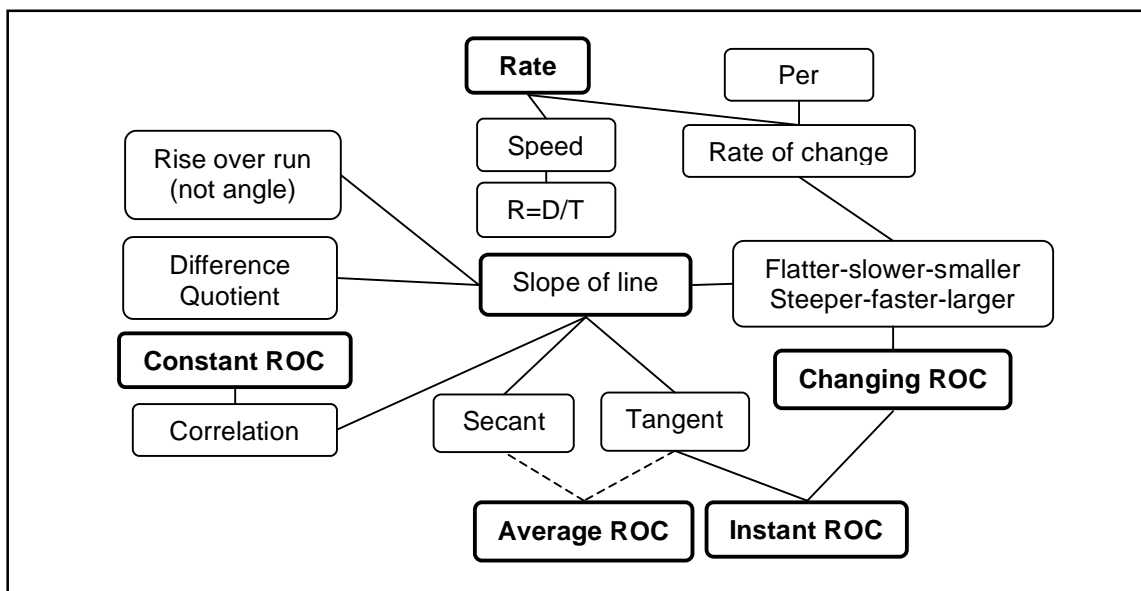 Rate
Per
Speed
Rate of change
Rise over run
(not angle)
R=D/T
Difference
Quotient
Slope of line
Flatter-slower-smaller
Steeper-faster-larger
Constant ROC
Changing ROC
Correlation
Secant
Tangent
Average ROC
Instant ROC